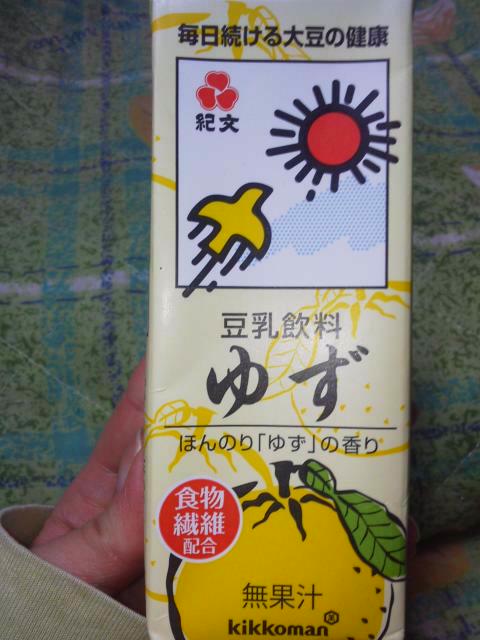 毎日続ける大豆の健康
紀文
豆乳飲料
ゆず
ほんのり「ゆず」の香り
食物
繊維
配合
無果汁
kikkoman